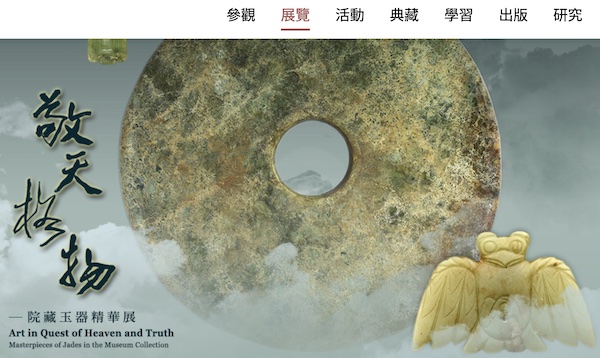 參觀 展覽 活動 典藏 學習 出版 研究
敬天格物
—院藏玉器精華展
Art in Quest of Heaven and Truth
Masterpieces of Jades in the Museum Collection